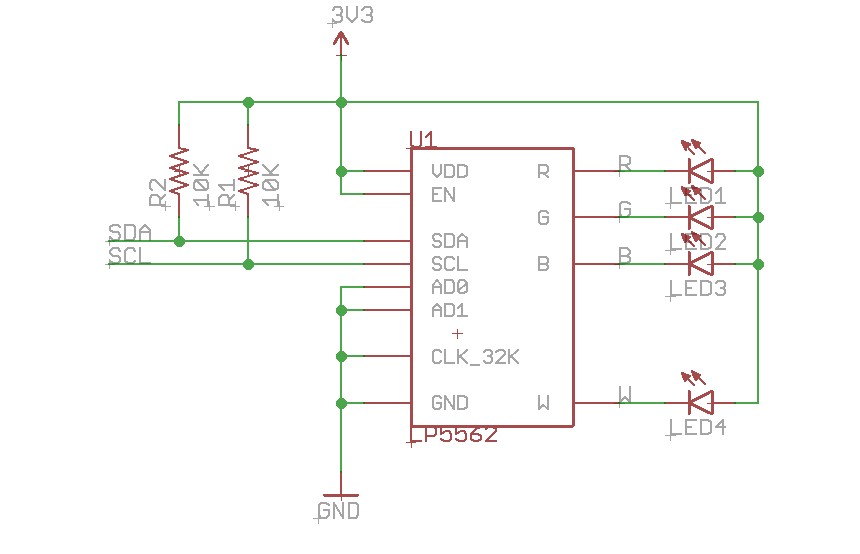 3V3
U1
VDD
EN
SDA
SCL
AD0
AD1
CLK_32K
GND
R
G
B
W
LP5562
R2
10K
R1
10K
SDA
SCL
R
LED1
G
LED2
B
LED3
W
LED4
GND